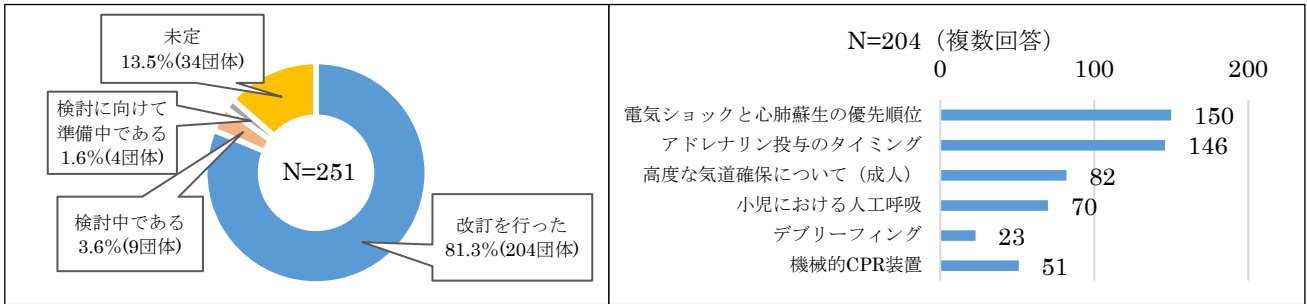 未定
13.5%(34団体)
検討に向けて
準備中である
1.6%(4団体)
検討中である
3.6%(9団体)
N=251
改訂を行った
81.3%(204団体)
N=204（複数回答）
0 100 200
電気ショックと心肺蘇生の優先順位 150
アドレナリン投与のタイミング 146
高度な気道確保について（成人） 82
小児における人工呼吸 70
デブリーフィング 23
機械的CPR装置 51